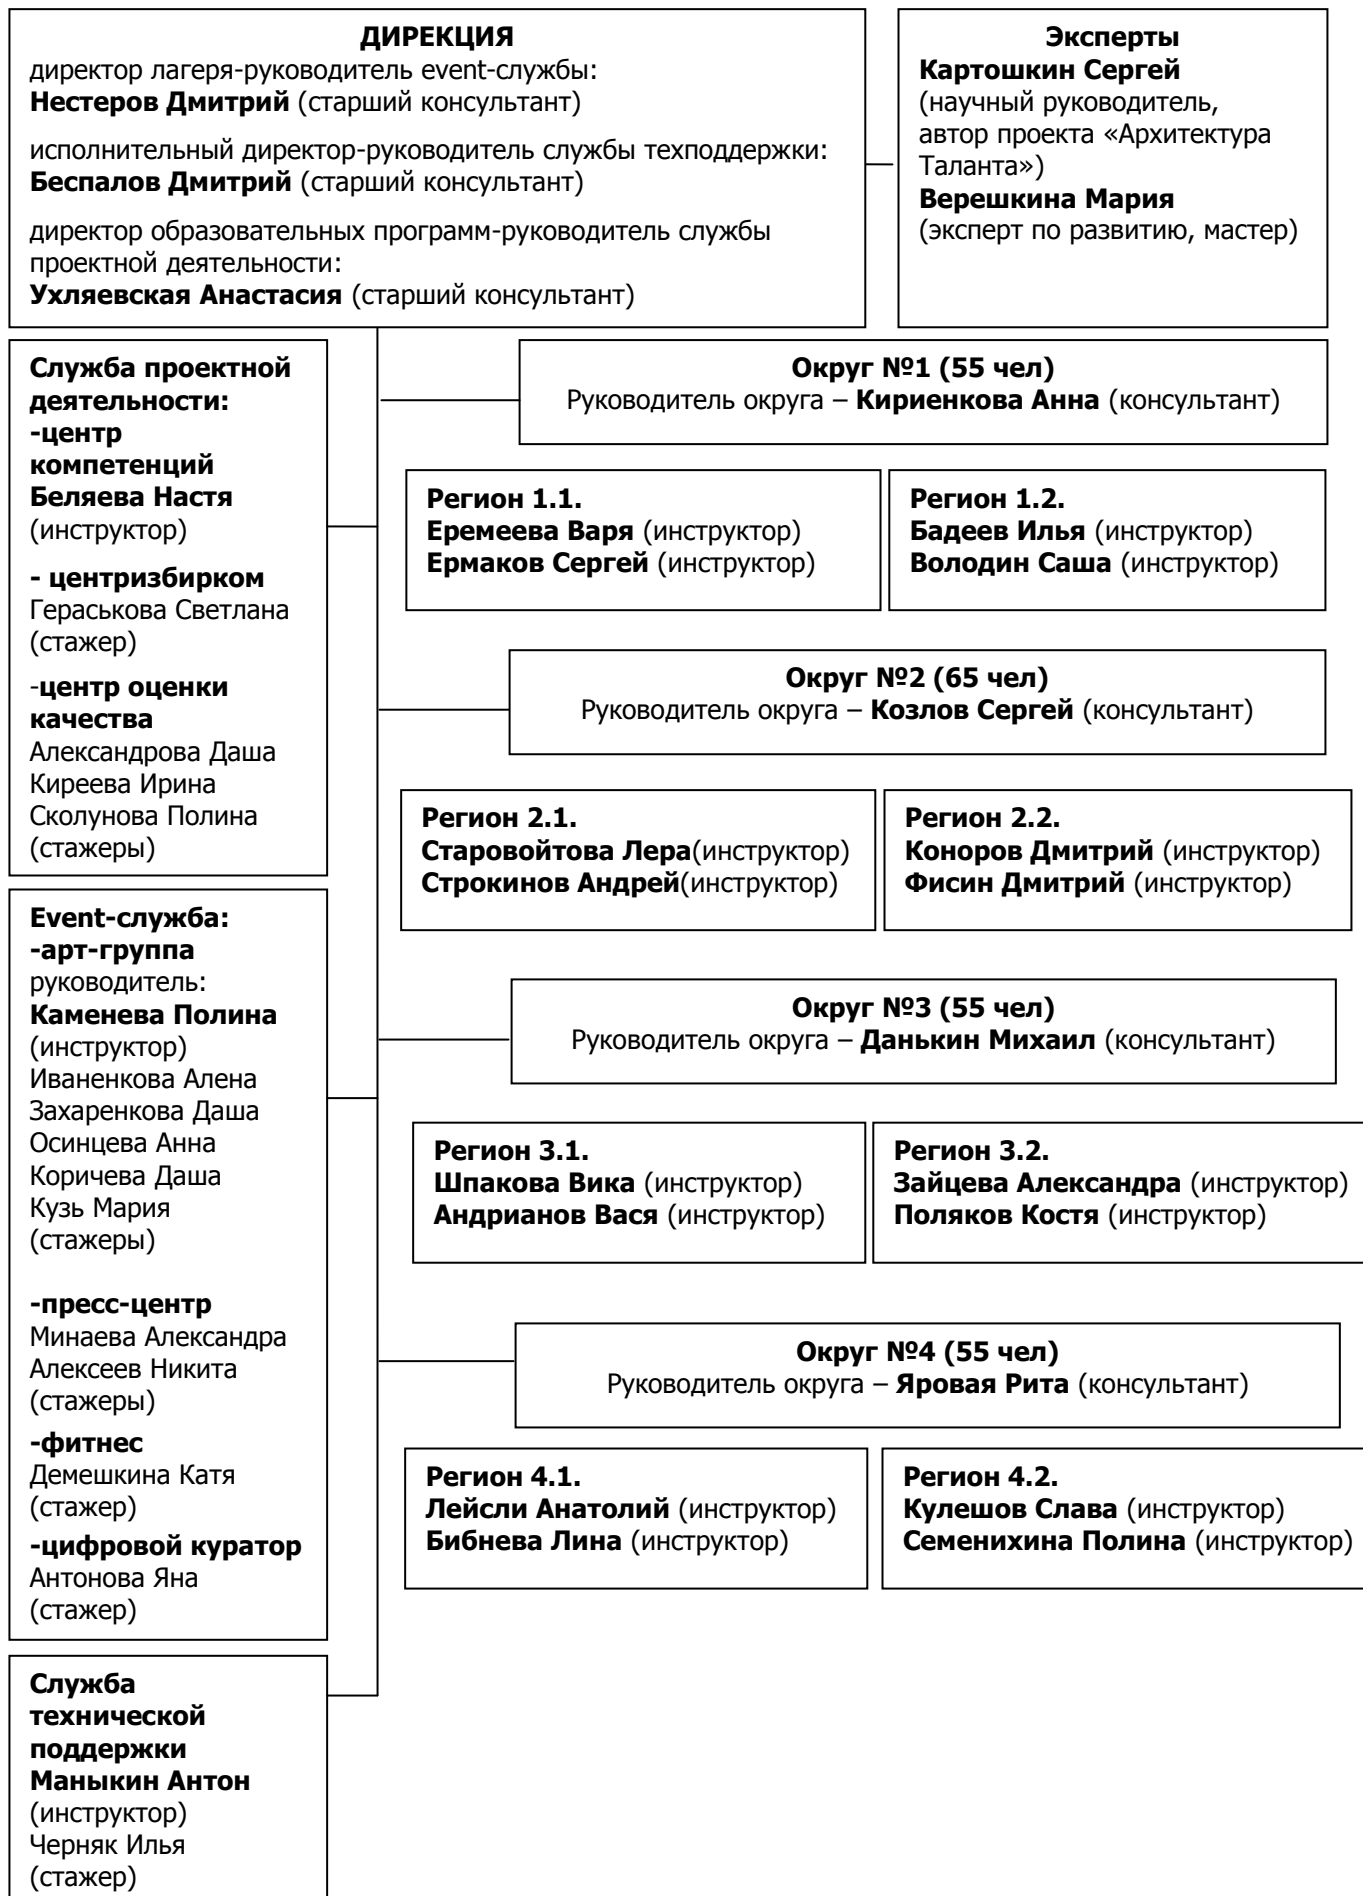 ДИРЕКЦИЯ
директор лагеря-руководитель event-службы:
Нестеров Дмитрий (старший консультант)
исполнительный директор-руководитель службы техподдержки:
Беспалов Дмитрий (старший консультант)
директор образовательных программ-руководитель службы
проектной деятельности:
Ухляевская Анастасия (старший консультант)
Эксперты
Картошкин Сергей
(научный руководитель,
автор проекта «Архитектура
Таланта»)
Верешкина Мария
(эксперт по развитию, мастер)
Служба проектной
деятельности:
-центр
компетенций
Беляева Настя
(инструктор)
- центризбирком
Гераськова Светлана
(стажер)
-центр оценки
качества
Александрова Даша
Киреева Ирина
Сколунова Полина
(стажеры)
Event-служба:
-арт-группа
руководитель:
Каменева Полина
(инструктор)
Иваненкова Алена
Захаренкова Даша
Осинцева Анна
Коричева Даша
Кузь Мария
(стажеры)
-пресс-центр
Минаева Александра
Алексеев Никита
(стажеры)
-фитнес
Демешкина Катя
(стажер)
-цифровой куратор
Антонова Яна
(стажер)
Служба
технической
поддержки
Маныкин Антон
(инструктор)
Черняк Илья
(стажер)
Округ №1 (55 чел)
Руководитель округа – Кириенкова Анна (консультант)
Регион 1.1.
Еремеева Варя (инструктор)
Ермаков Сергей (инструктор)
Регион 1.2.
Бадеев Илья (инструктор)
Володин Саша (инструктор)
Округ №2 (65 чел)
Руководитель округа – Козлов Сергей (консультант)
Регион 2.1.
Старовойтова Лера(инструктор)
Строкинов Андрей(инструктор)
Регион 2.2.
Коноров Дмитрий (инструктор)
Фисин Дмитрий (инструктор)
Округ №3 (55 чел)
Руководитель округа – Данькин Михаил (консультант)
Регион 3.1.
Шпакова Вика (инструктор)
Андрианов Вася (инструктор)
Регион 3.2.
Зайцева Александра (инструктор)
Поляков Костя (инструктор)
Округ №4 (55 чел)
Руководитель округа – Яровая Рита (консультант)
Регион 4.1.
Лейсли Анатолий (инструктор)
Бибнева Лина (инструктор)
Регион 4.2.
Кулешов Слава (инструктор)
Семенихина Полина (инструктор)